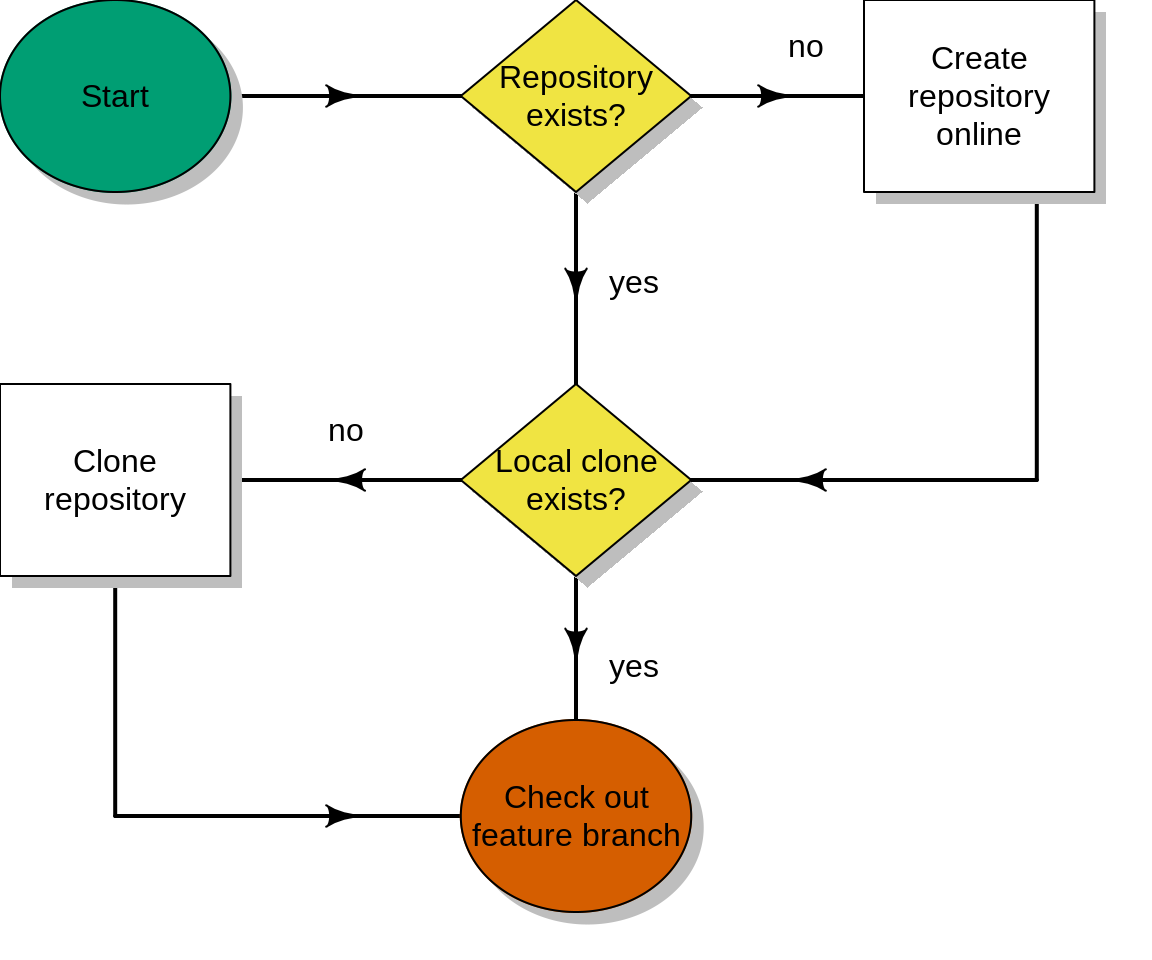 Start
Repository
exists?
no
Create
repository
online
yes
Clone
repository
no
Local clone
exists?
yes
Check out
feature branch